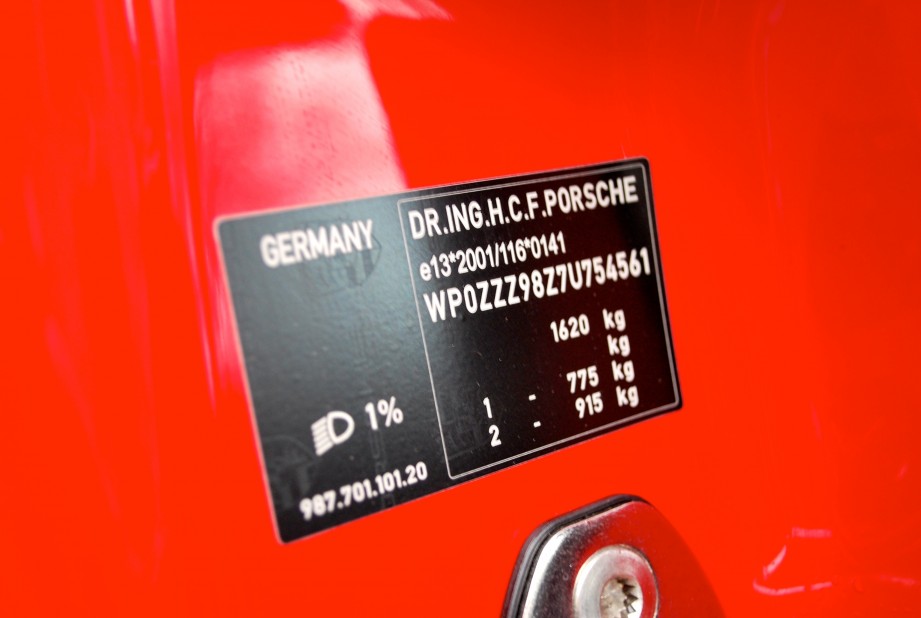 GERMANY
DR.ING.H.C.F.PORSCHE
e13*2001/116*0141
WP0ZZZ98Z7U754561
1620 kg
kg
1 - 775 kg
2 - 915 kg
1%
987.701.101.20